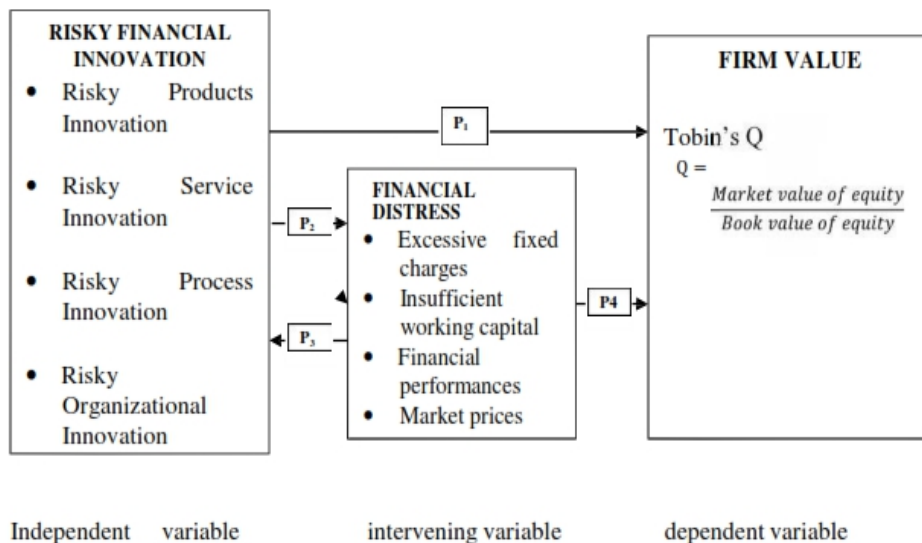 RISKY FINANCIAL
INNOVATION
• Risky Products
Innovation
• Risky Service
Innovation
• Risky Process
Innovation
• Risky
Organizational
Innovation
P₁
P₂
P₃
FINANCIAL
DISTRESS
• Excessive fixed
charges
• Insufficient
working capital
• Financial
performances
• Market prices
P4
FIRM VALUE
Tobin's Q
Q =
Market value of equity
Book value of equity
Independent variable intervening variable dependent variable